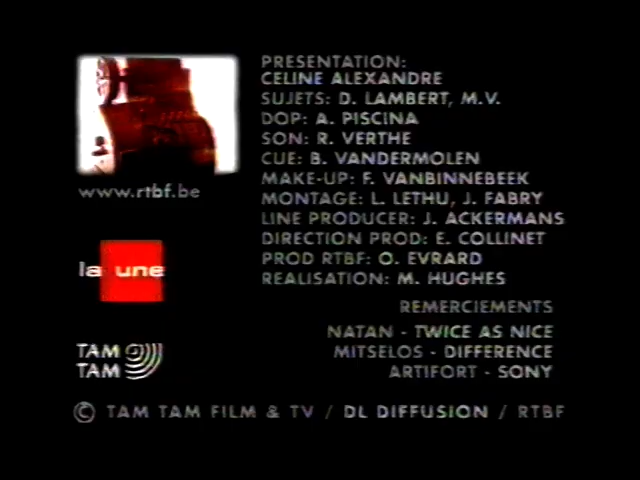 PRESENTATION:
CELINE ALEXANDRE
SUJETS: D. LAMBERT, M.V.
DOP: A. PISCINA
SON: R. VERTHE
CUE: B. VANDERMOLEN
MAKE-UP: F. VANBINNEBEEK
MONTAGE: L. LETHU, J. FABRY
LINE PRODUCER: J. ACKERMANS
DIRECTION PROD: E. COLLINET
PROD RTBF: O. EVRARD
REALISATION: M. HUGHES
REMERCIEMENTS
NATAN - TWICE AS NICE
MITSELOS - DIFFERENCE
ARTIFORT - SONY
www.rtbf.be
la une
TAM
TAM
© TAM TAM FILM & TV / DL DIFFUSION / RTBF